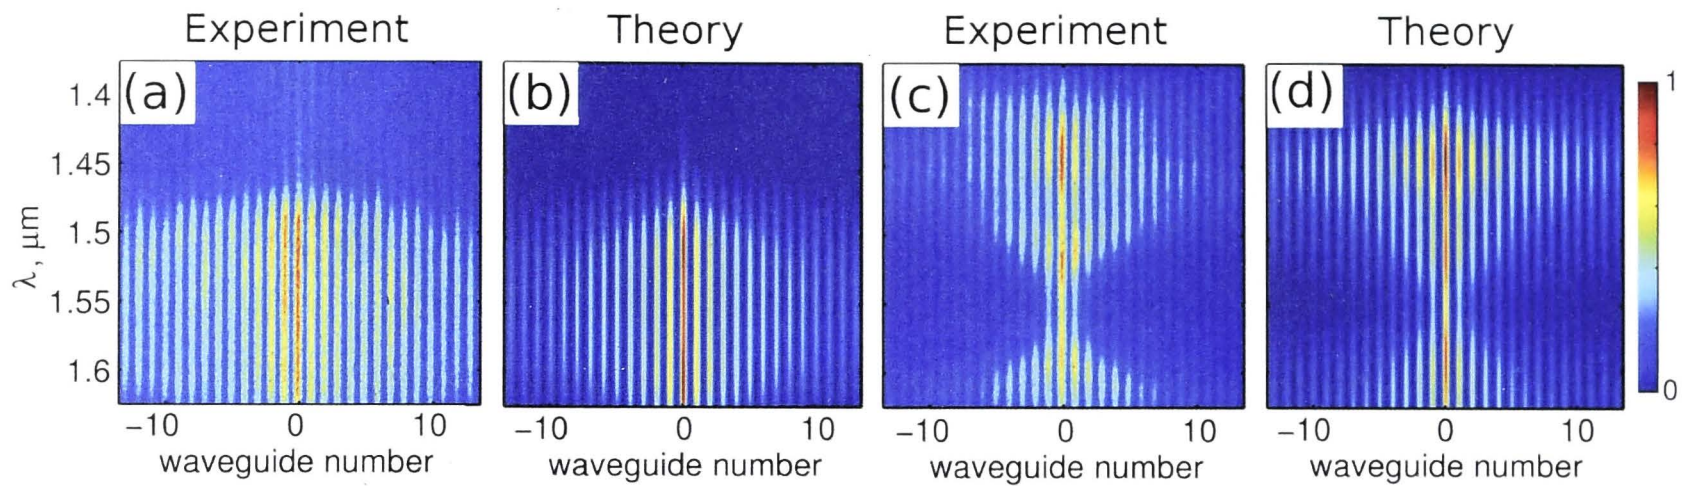 Experiment Theory Experiment Theory
(a) (b) (c) (d)
1.4
1.45
1.5
1.55
1.6
λ, μm
1
0
−10 0 10 −10 0 10 −10 0 10 −10 0 10
waveguide number waveguide number waveguide number waveguide number